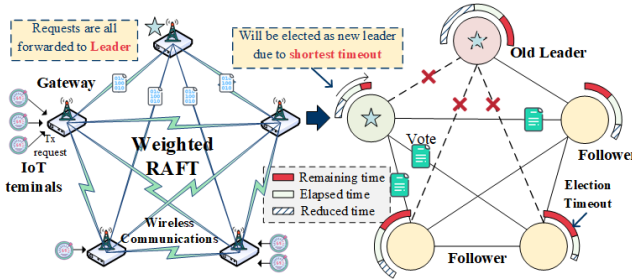 Requests are all
forwarded to Leader
Gateway
Tx
request
IoT
teminals
Weighted
RAFT
Wireless
Communications
Will be elected as new leader
due to shortest timeout
Old Leader
Vote
Follower
Remaining time
Elapsed time
Reduced time
Election
Timeout
Follower